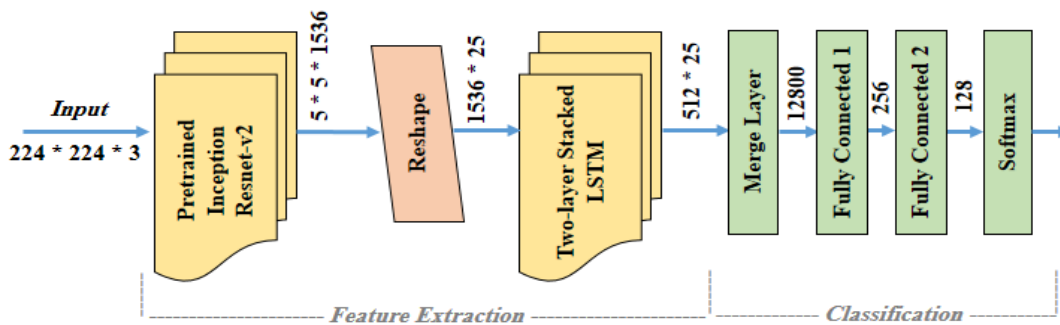 Input
224 * 224 * 3
Pretrained
Inception
Resnet-v2
5 * 5 * 1536
Reshape
1536 * 25
Two-layer Stacked
LSTM
512 * 25
Merge Layer
12800
Fully Connected 1
256
Fully Connected 2
128
Softmax
Feature Extraction
Classification